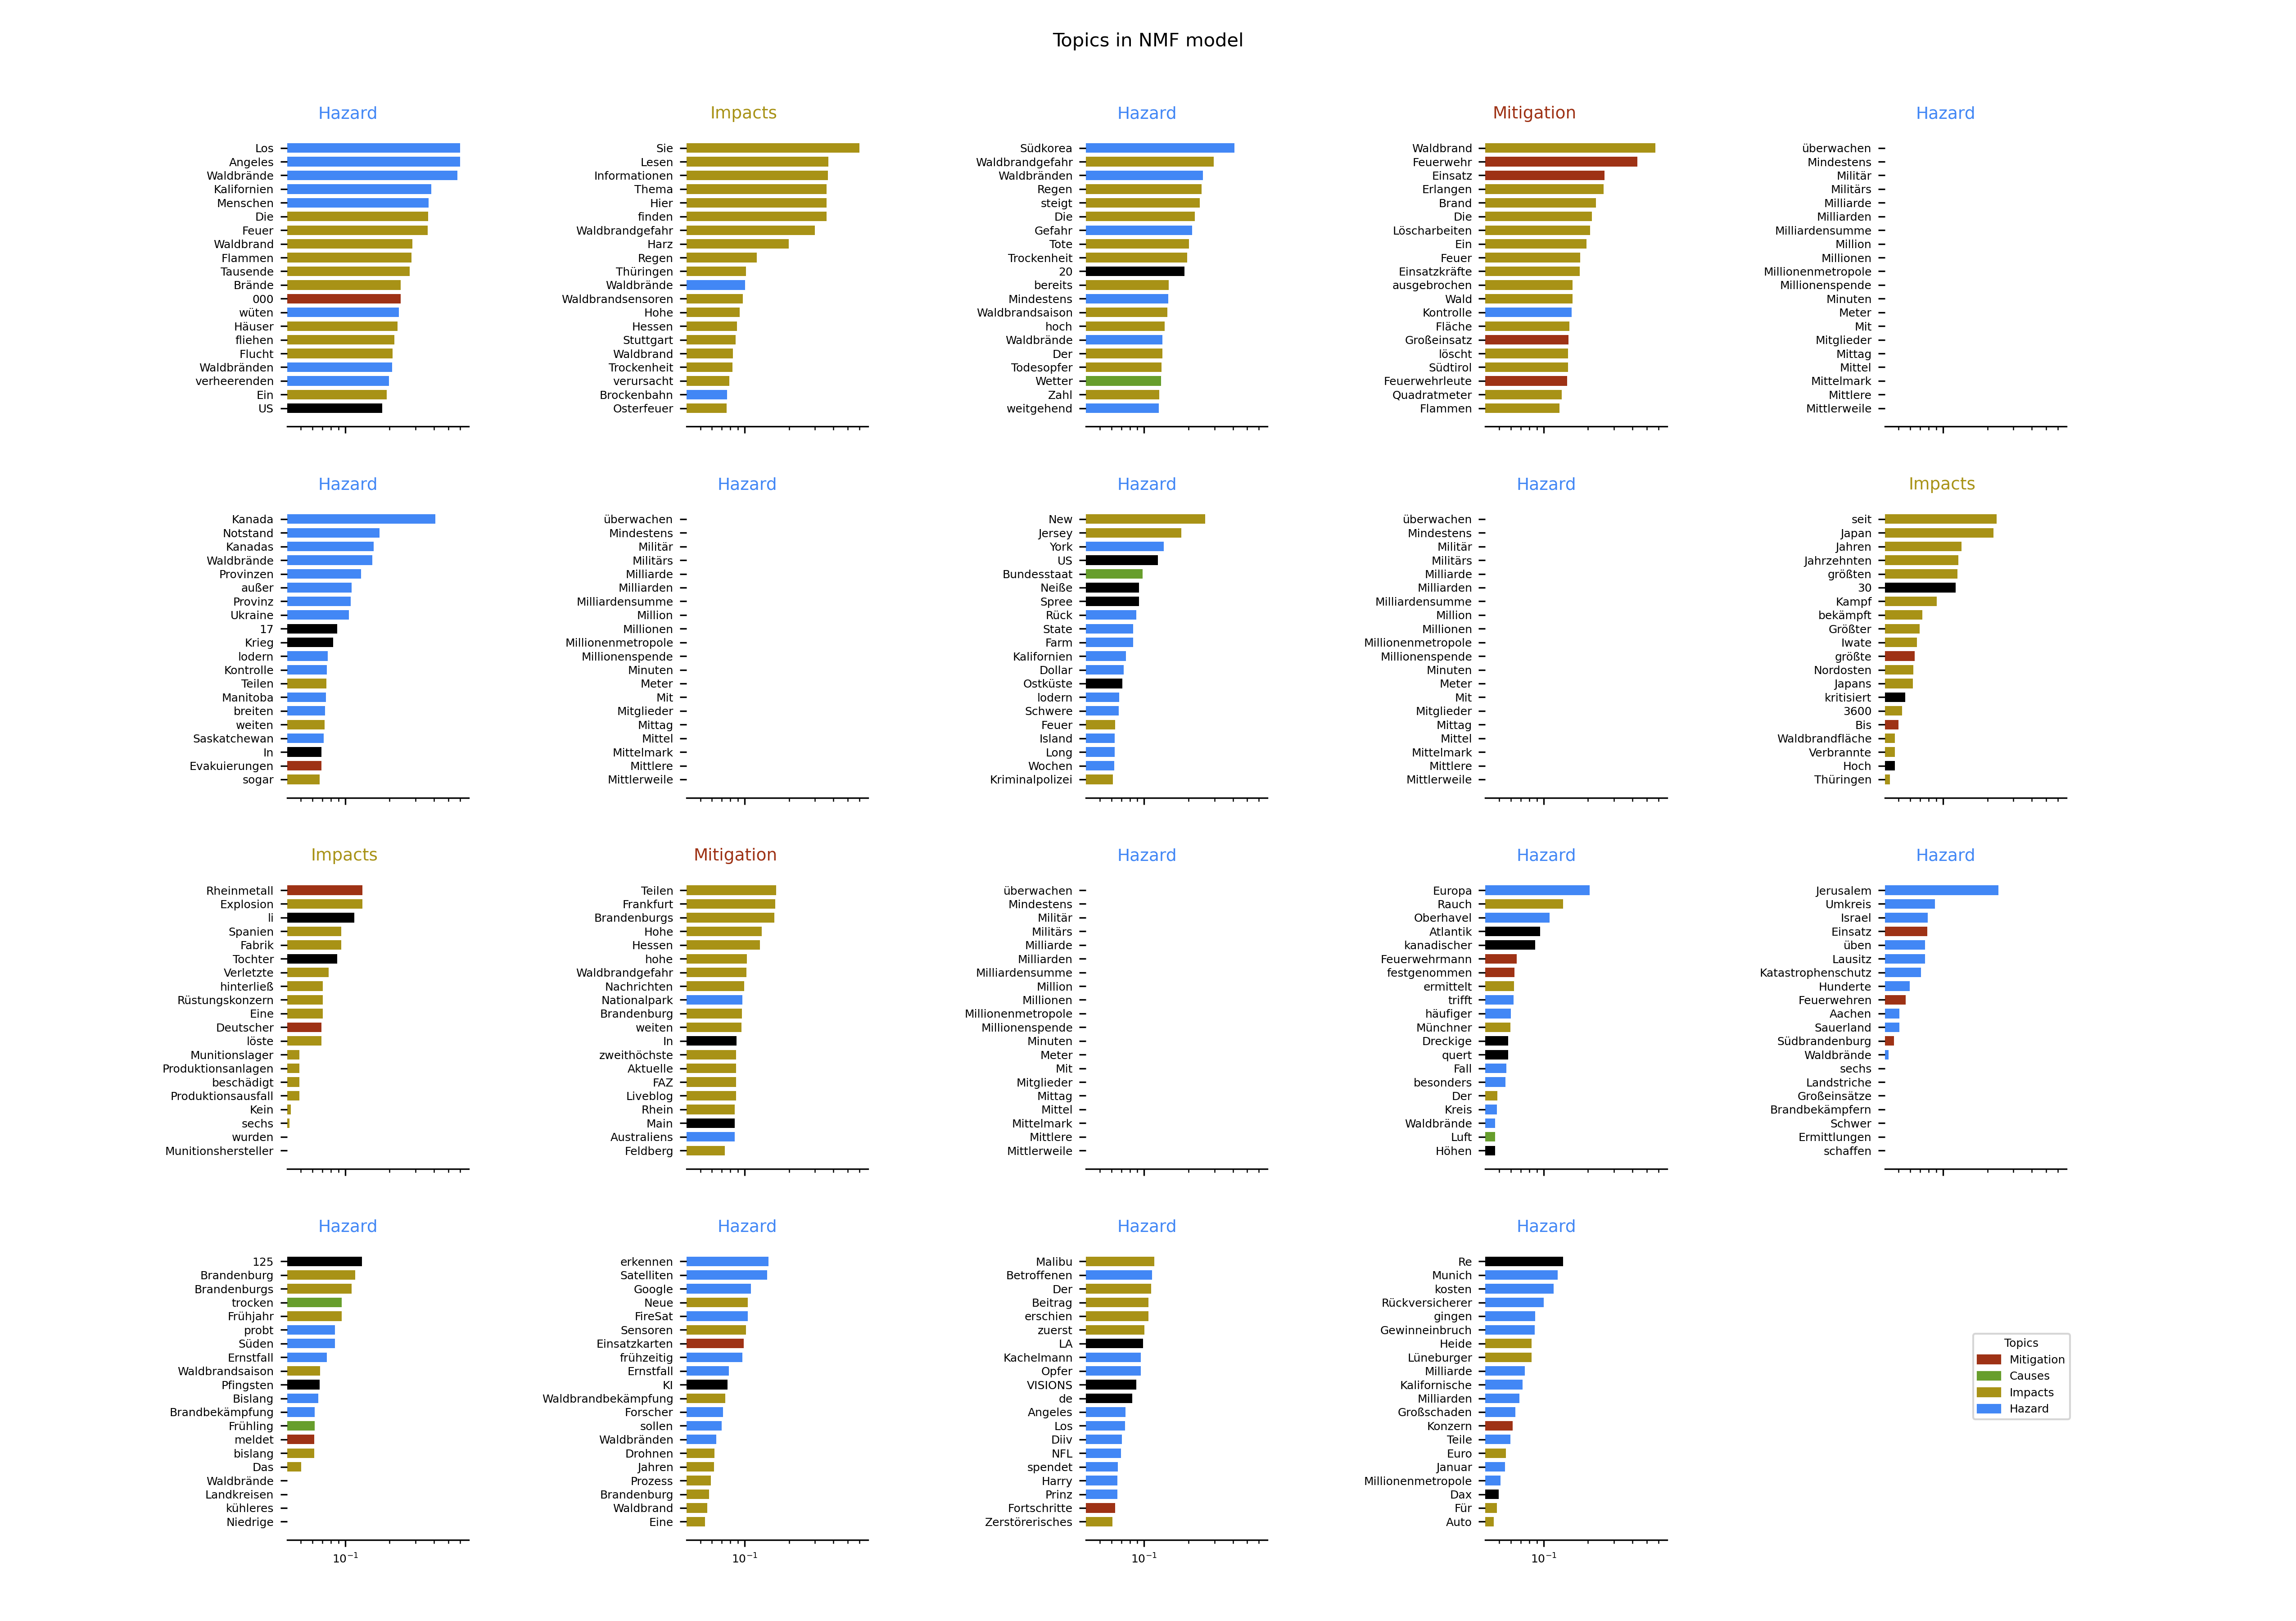 Topics in NMF model
Hazard
Los
Angeles
Waldbrände
Kalifornien
Menschen
Die
Feuer
Waldbrand
Flammen
Tausende
Brände
000
wüten
Häuser
fliehen
Flucht
Waldbränden
verheerenden
Ein
US
Impacts
Sie
Lesen
Informationen
Thema
Hier
finden
Waldbrandgefahr
Harz
Regen
Thüringen
Waldbrände
Waldbrandsensoren
Hohe
Hessen
Stuttgart
Waldbrand
Trockenheit
verursacht
Brockenbahn
Osterfeuer
Hazard
Südkorea
Waldbrandgefahr
Waldbränden
Regen
steigt
Die
Gefahr
Tote
Trockenheit
20
bereits
Mindestens
Waldbrandsaison
hoch
Waldbrände
Der
Todesopfer
Wetter
Zahl
weitgehend
Mitigation
Waldbrand
Feuerwehr
Einsatz
Erlangen
Brand
Die
Löscharbeiten
Ein
Feuer
Einsatzkräfte
ausgebrochen
Wald
Kontrolle
Fläche
Großeinsatz
löscht
Südtirol
Feuerwehrleute
Quadratmeter
Flammen
Hazard
überwachen
Mindestens
Militär
Militärs
Milliarde
Milliarden
Milliardensumme
Million
Millionen
Millionenmetropole
Millionenspende
Minuten
Meter
Mit
Mitglieder
Mittag
Mittel
Mittelmark
Mittlere
Mittlerweile
Hazard
Kanada
Notstand
Kanadas
Waldbrände
Provinzen
außer
Provinz
Ukraine
17
Krieg
lodern
Kontrolle
Teilen
Manitoba
breiten
weiten
Saskatchewan
In
Evakuierungen
sogar
Hazard
überwachen
Mindestens
Militär
Militärs
Milliarde
Milliarden
Milliardensumme
Million
Millionen
Millionenmetropole
Millionenspende
Minuten
Meter
Mit
Mitglieder
Mittag
Mittel
Mittelmark
Mittlere
Mittlerweile
Hazard
New
Jersey
York
US
Bundesstaat
Neiße
Spree
Rück
State
Farm
Kalifornien
Dollar
Ostküste
lodern
Schwere
Feuer
Island
Long
Wochen
Kriminalpolizei
Hazard
überwachen
Mindestens
Militär
Militärs
Milliarde
Milliarden
Milliardensumme
Million
Millionen
Millionenmetropole
Millionenspende
Minuten
Meter
Mit
Mitglieder
Mittag
Mittel
Mittelmark
Mittlere
Mittlerweile
Impacts
seit
Japan
Jahren
Jahrzehnten
größten
30
Kampf
bekämpft
Größter
Iwate
größte
Nordosten
Japans
kritisiert
3600
Bis
Waldbrandfläche
Verbrannte
Hoch
Thüringen
Impacts
Rheinmetall
Explosion
li
Spanien
Fabrik
Tochter
Verletzte
hinterließ
Rüstungskonzern
Eine
Deutscher
löste
Munitionslager
Produktionsanlagen
beschädigt
Produktionsausfall
Kein
sechs
wurden
Munitionshersteller
Mitigation
Teilen
Frankfurt
Brandenburgs
Hohe
Hessen
hohe
Waldbrandgefahr
Nachrichten
Nationalpark
Brandenburg
weiten
In
zweithöchste
Aktuelle
FAZ
Liveblog
Rhein
Main
Australiens
Feldberg
Hazard
überwachen
Mindestens
Militär
Militärs
Milliarde
Milliarden
Milliardensumme
Million
Millionen
Millionenmetropole
Millionenspende
Minuten
Meter
Mit
Mitglieder
Mittag
Mittel
Mittelmark
Mittlere
Mittlerweile
Hazard
Europa
Rauch
Oberhavel
Atlantik
kanadischer
Feuerwehrmann
festgenommen
ermittelt
trifft
häufiger
Münchner
Dreckige
quert
Fall
besonders
Der
Kreis
Waldbrände
Luft
Höhen
Hazard
Jerusalem
Umkreis
Israel
Einsatz
üben
Lausitz
Katastrophenschutz
Hunderte
Feuerwehren
Aachen
Sauerland
Südbrandenburg
Waldbrände
sechs
Landstriche
Großeinsätze
Brandbekämpfern
Schwer
Ermittlungen
schaffen
Hazard
125
Brandenburg
Brandenburgs
trocken
Frühjahr
probt
Süden
Ernstfall
Waldbrandsaison
Pfingsten
Bislang
Brandbekämpfung
Frühling
meldet
bislang
Das
Waldbrände
Landkreisen
kühleres
Niedrige
10⁻¹
Hazard
erkennen
Satelliten
Google
Neue
FireSat
Sensoren
Einsatzkarten
frühzeitig
Ernstfall
KI
Waldbrandbekämpfung
Forscher
sollen
Waldbränden
Drohnen
Jahren
Prozess
Brandenburg
Waldbrand
Eine
10⁻¹
Hazard
Malibu
Betroffenen
Der
Beitrag
erschien
zuerst
LA
Kachelmann
Opfer
VISIONS
de
Angeles
Los
Diiv
NFL
spendet
Harry
Prinz
Fortschritte
Zerstörerisches
10⁻¹
Hazard
Re
Munich
kosten
Rückversicherer
gingen
Gewinneinbruch
Heide
Lüneburger
Milliarde
Kalifornische
Milliarden
Großschaden
Konzern
Teile
Euro
Januar
Millionenmetropole
Dax
Für
Auto
10⁻¹
Topics
Mitigation
Causes
Impacts
Hazard